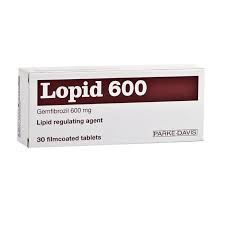 Lopid 600
Gemfibrozil 600 mg
Lipid regulating agent
30 filmcoated tablets
PARKE-DAVIS